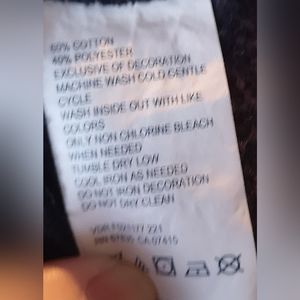 60% COTTON
40% POLYESTER
EXCLUSIVE OF DECORATION
MACHINE WASH COLD GENTLE
CYCLE
WASH INSIDE OUT WITH LIKE
COLORS
ONLY NON CHLORINE BLEACH
WHEN NEEDED
TUMBLE DRY LOW
COOL IRON AS NEEDED
DO NOT IRON DECORATION
DO NOT DRY CLEAN
CA 07415